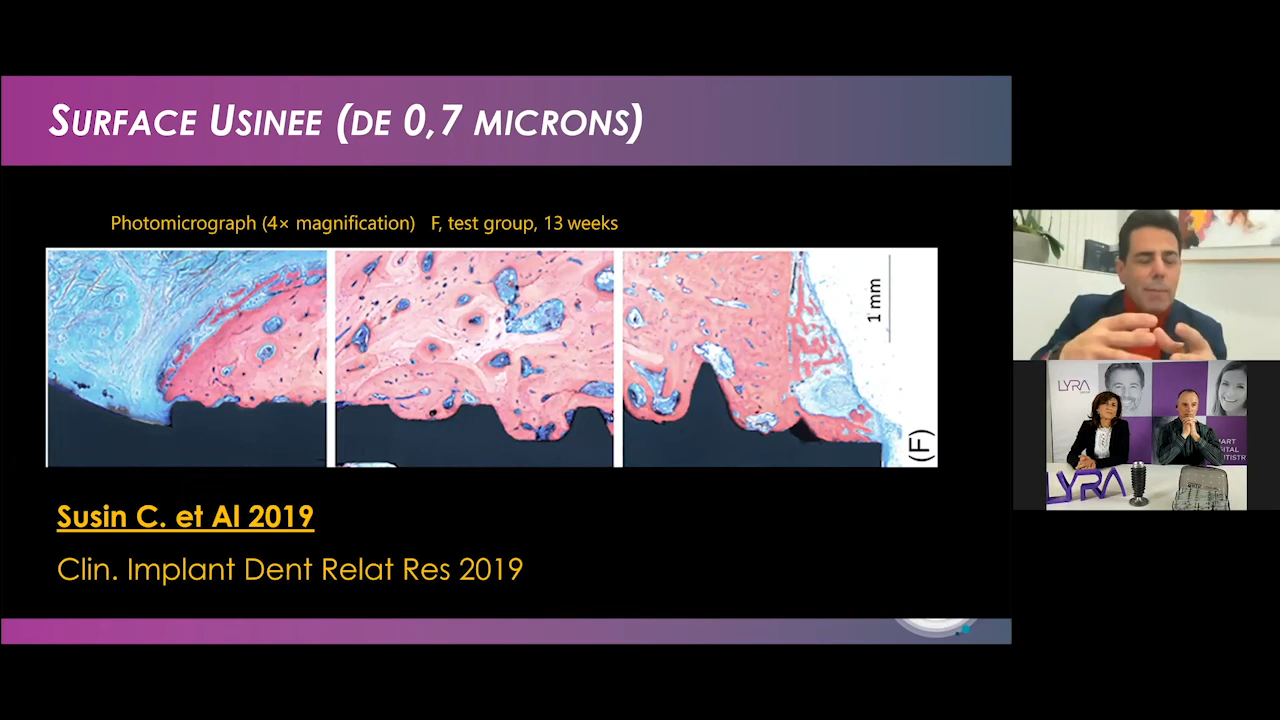 SURFACE USINEE (DE 0,7 MICRONS)
Photomicrograph (4× magnification) F, test group, 13 weeks
1 mm
(F)
Susin C. et Al 2019
Clin. Implant Dent Relat Res 2019
LYRA
LYRA